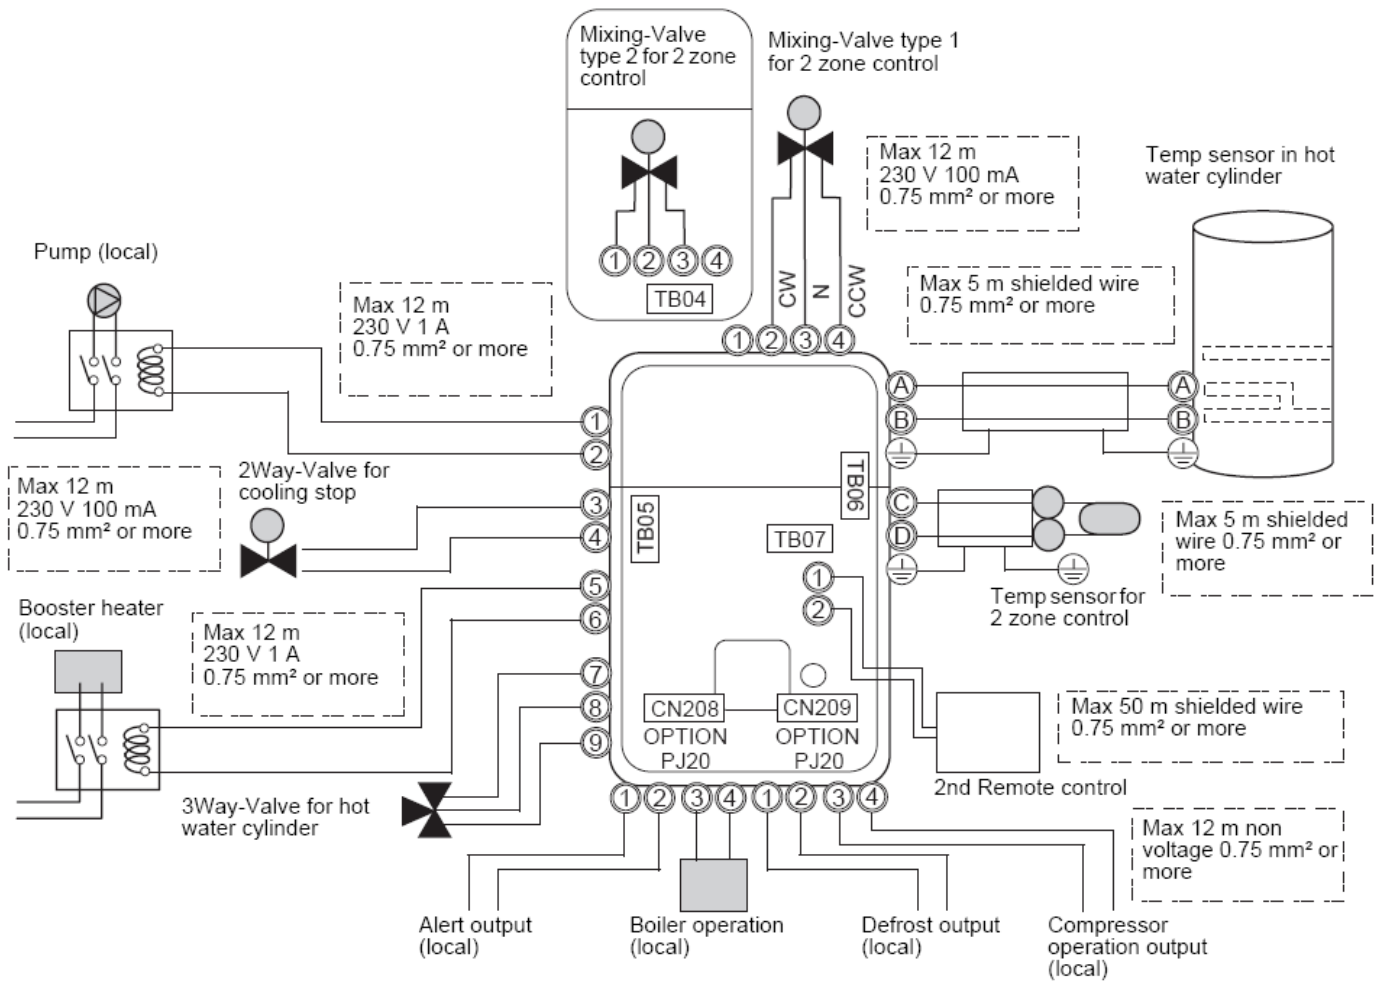 Mixing-Valve
type 2 for 2 zone
control
1 2 3 4
TB04
Mixing-Valve type 1
for 2 zone control
CW
N
CCW
1 2 3 4
Max 12 m
230 V 100 mA
0.75 mm² or more
Temp sensor in hot
water cylinder
Max 5 m shielded wire
0.75 mm² or more
A
B
A
B
Pump (local)
Max 12 m
230 V 1 A
0.75 mm² or more
1
2
Max 12 m
230 V 100 mA
0.75 mm² or more
2Way-Valve for
cooling stop
3
4
TB05
TB06
TB07
1
2
C
D
Max 5 m shielded
wire 0.75 mm² or
more
Temp sensor for
2 zone control
Booster heater
(local)
Max 12 m
230 V 1 A
0.75 mm² or more
5
6
7
8
9
3Way-Valve for hot
water cylinder
CN208
OPTION
PJ20
CN209
OPTION
PJ20
2nd Remote control
Max 50 m shielded wire
0.75 mm² or more
1 2 3 4 1 2 3 4
Max 12 m non
voltage 0.75 mm² or
more
Alert output
(local)
Boiler operation
(local)
Defrost output
(local)
Compressor
operation output
(local)